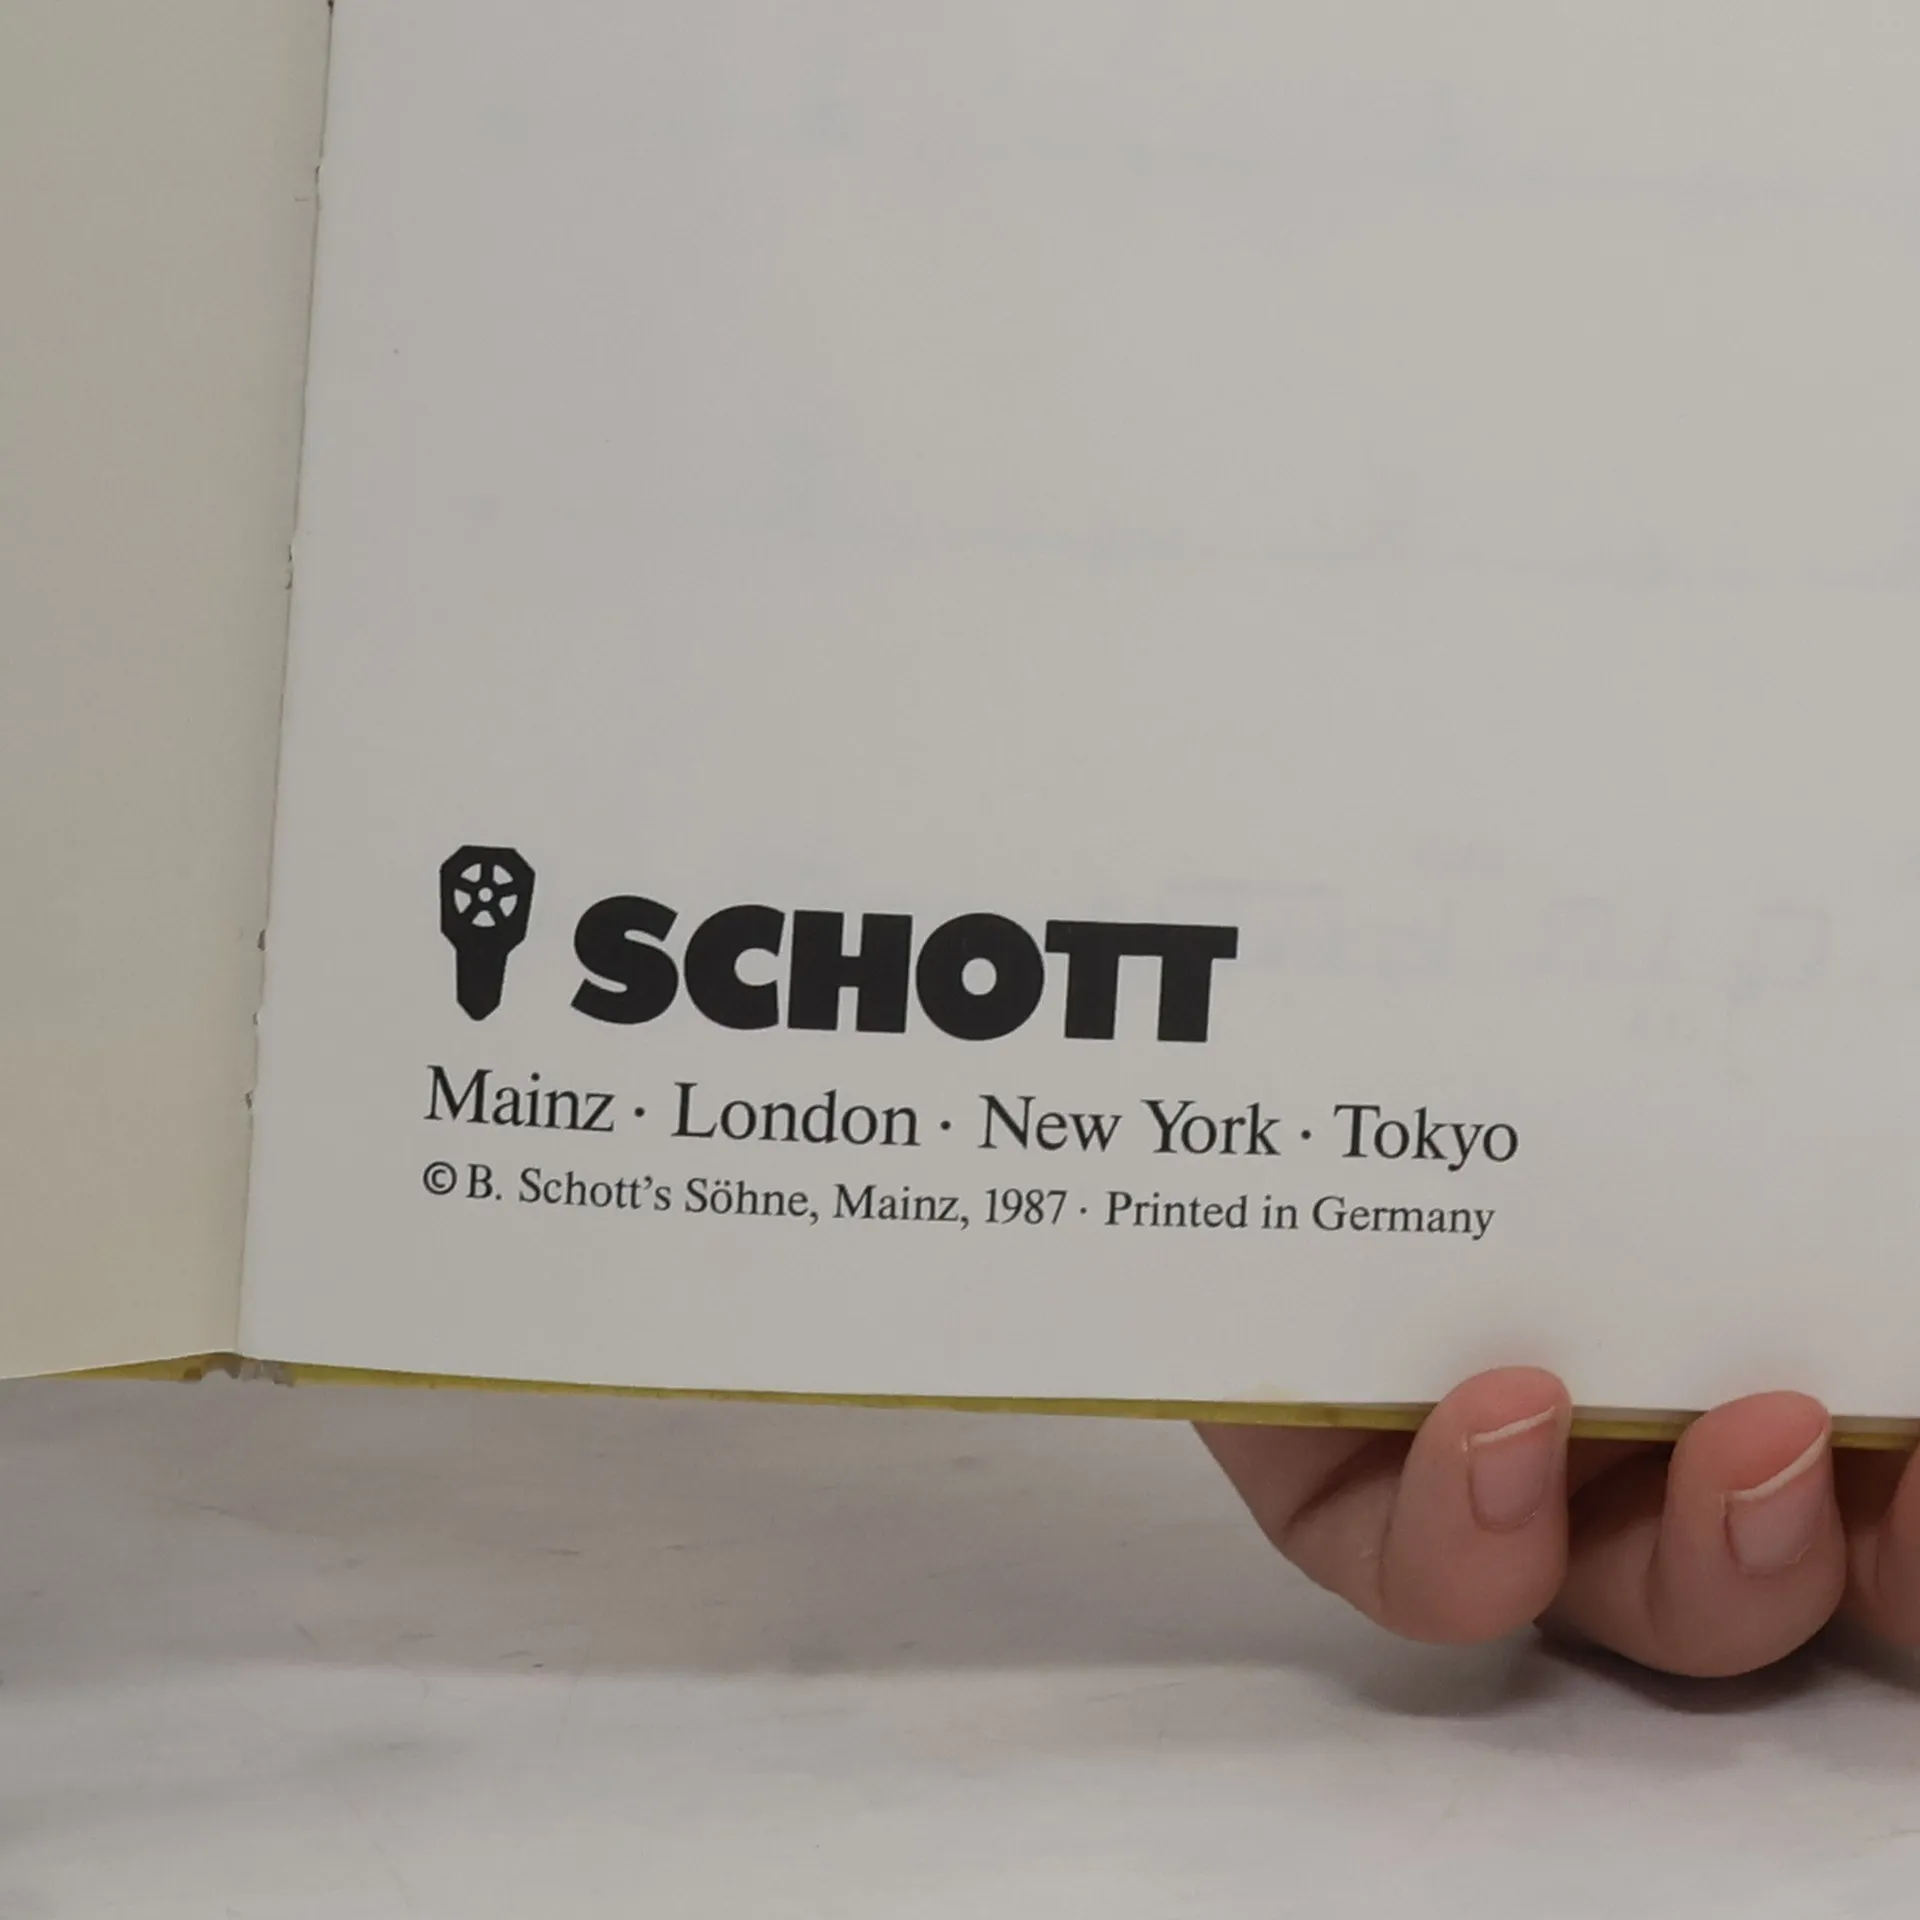 SCHOTT
Mainz · London · New York · Tokyo
© B. Schott’s Söhne, Mainz, 1987 · Printed in Germany